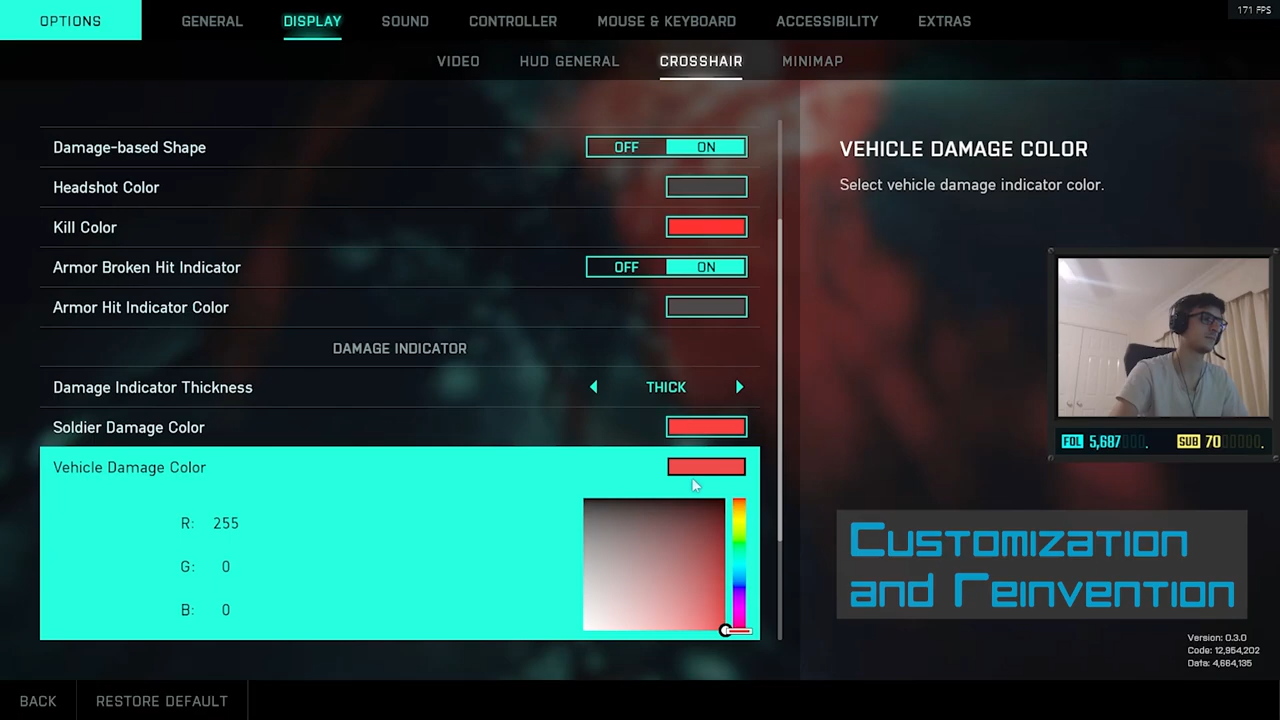 171 FPS
OPTIONS
GENERAL
DISPLAY
SOUND
CONTROLLER
MOUSE & KEYBOARD
ACCESSIBILITY
EXTRAS
VIDEO
HUD GENERAL
CROSSHAIR
MINIMAP
Damage-based Shape
OFF
ON
Headshot Color
Kill Color
Armor Broken Hit Indicator
OFF
ON
Armor Hit Indicator Color
DAMAGE INDICATOR
Damage Indicator Thickness
THICK
Soldier Damage Color
Vehicle Damage Color
R: 255
G: 0
B: 0
VEHICLE DAMAGE COLOR
Select vehicle damage indicator color.
FOL 5,687
SUB 70
Customization
and reinvention
Version: 0.3.0
Code: 12,954,202
Data: 4,664,135
BACK
RESTORE DEFAULT